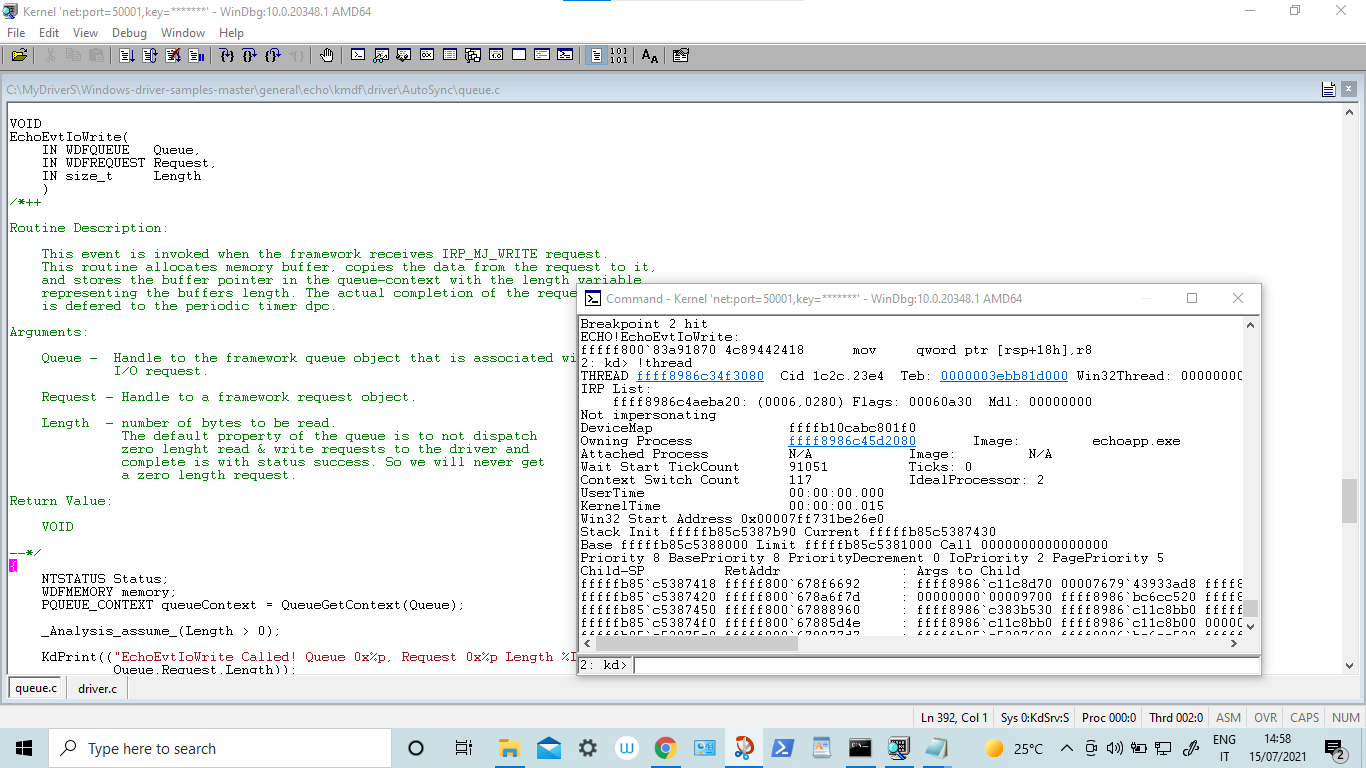 Kernel 'net:port=50001,key=*******' - WinDbg:10.0.20348.1 AMD64
File Edit View Debug Window Help
C:\MyDriverS\Windows-driver-samples-master\general\echo\kmdf\driver\AutoSync\queue.c
VOID
EchoEvtIoWrite(
IN WDFQUEUE Queue,
IN WDFREQUEST Request,
IN size_t Length
)
/*++
Routine Description:
This event is invoked when the framework receives IRP_MJ_WRITE request.
This routine allocates memory buffer, copies the data from the request to it,
and stores the buffer pointer in the queue-context with the length variable
representing the buffers length. The actual completion of the reque
is defered to the periodic timer dpc.
Arguments:
Queue - Handle to the framework queue object that is associated wi
I/O request.
Request - Handle to a framework request object.
Length - number of bytes to be read.
The default property of the queue is to not dispatch
zero lenght read & write requests to the driver and
complete is with status success. So we will never get
a zero length request.
Return Value:
VOID
--*/
{
NTSTATUS Status;
WDFMEMORY memory;
PQUEUE_CONTEXT queueContext = QueueGetContext(Queue);
_Analysis_assume_(Length > 0);
KdPrint(("EchoEvtIoWrite Called! Queue 0x%p, Request 0x%p Length %I
Queue,Request,Length));
queue.c driver.c
Command - Kernel 'net:port=50001,key=*******' - WinDbg:10.0.20348.1 AMD64
Breakpoint 2 hit
ECHO!EchoEvtIoWrite:
fffff800`83a91870 4c89442418 mov qword ptr [rsp+18h],r8
2: kd> !thread
THREAD ffff8986c34f3080 Cid 1c2c.23e4 Teb: 0000003ebb81d000 Win32Thread: 00000000
IRP List:
ffff8986c4aeba20: (0006,0280) Flags: 00060a30 Mdl: 00000000
Not impersonating
DeviceMap ffffb10cabc801f0
Owning Process ffff8986c45d2080 Image: echoapp.exe
Attached Process N/A Image: N/A
Wait Start TickCount 91051 Ticks: 0
Context Switch Count 117 IdealProcessor: 2
UserTime 00:00:00.000
KernelTime 00:00:00.015
Win32 Start Address 0x00007ff731be26e0
Stack Init fffffb85c5387b90 Current fffffb85c5387430
Base fffffb85c5388000 Limit fffffb85c5381000 Call 0000000000000000
Priority 8 BasePriority 8 PriorityDecrement 0 IoPriority 2 PagePriority 5
Child-SP RetAddr : Args to Child
fffffb85`c5387418 fffff800`678f6692 : ffff8986`c11c8d70 00007679`43933ad8 ffff8
fffffb85`c5387420 fffff800`678a6f7d : 00000000`00009700 ffff8986`bc6cc520 fffff
fffffb85`c5387450 fffff800`67888960 : ffff8986`c383b530 ffff8986`c11c8bb0 fffff
fffffb85`c53874f0 fffff800`67885d4e : ffff8986`c11c8bb0 ffff8986`c11c8b00 00000
2: kd>
Ln 392, Col 1 Sys 0:KdSrv:S Proc 000:0 Thrd 002:0 ASM OVR CAPS NUM
Type here to search
25°C
ENG
IT
14:58
15/07/2021
2